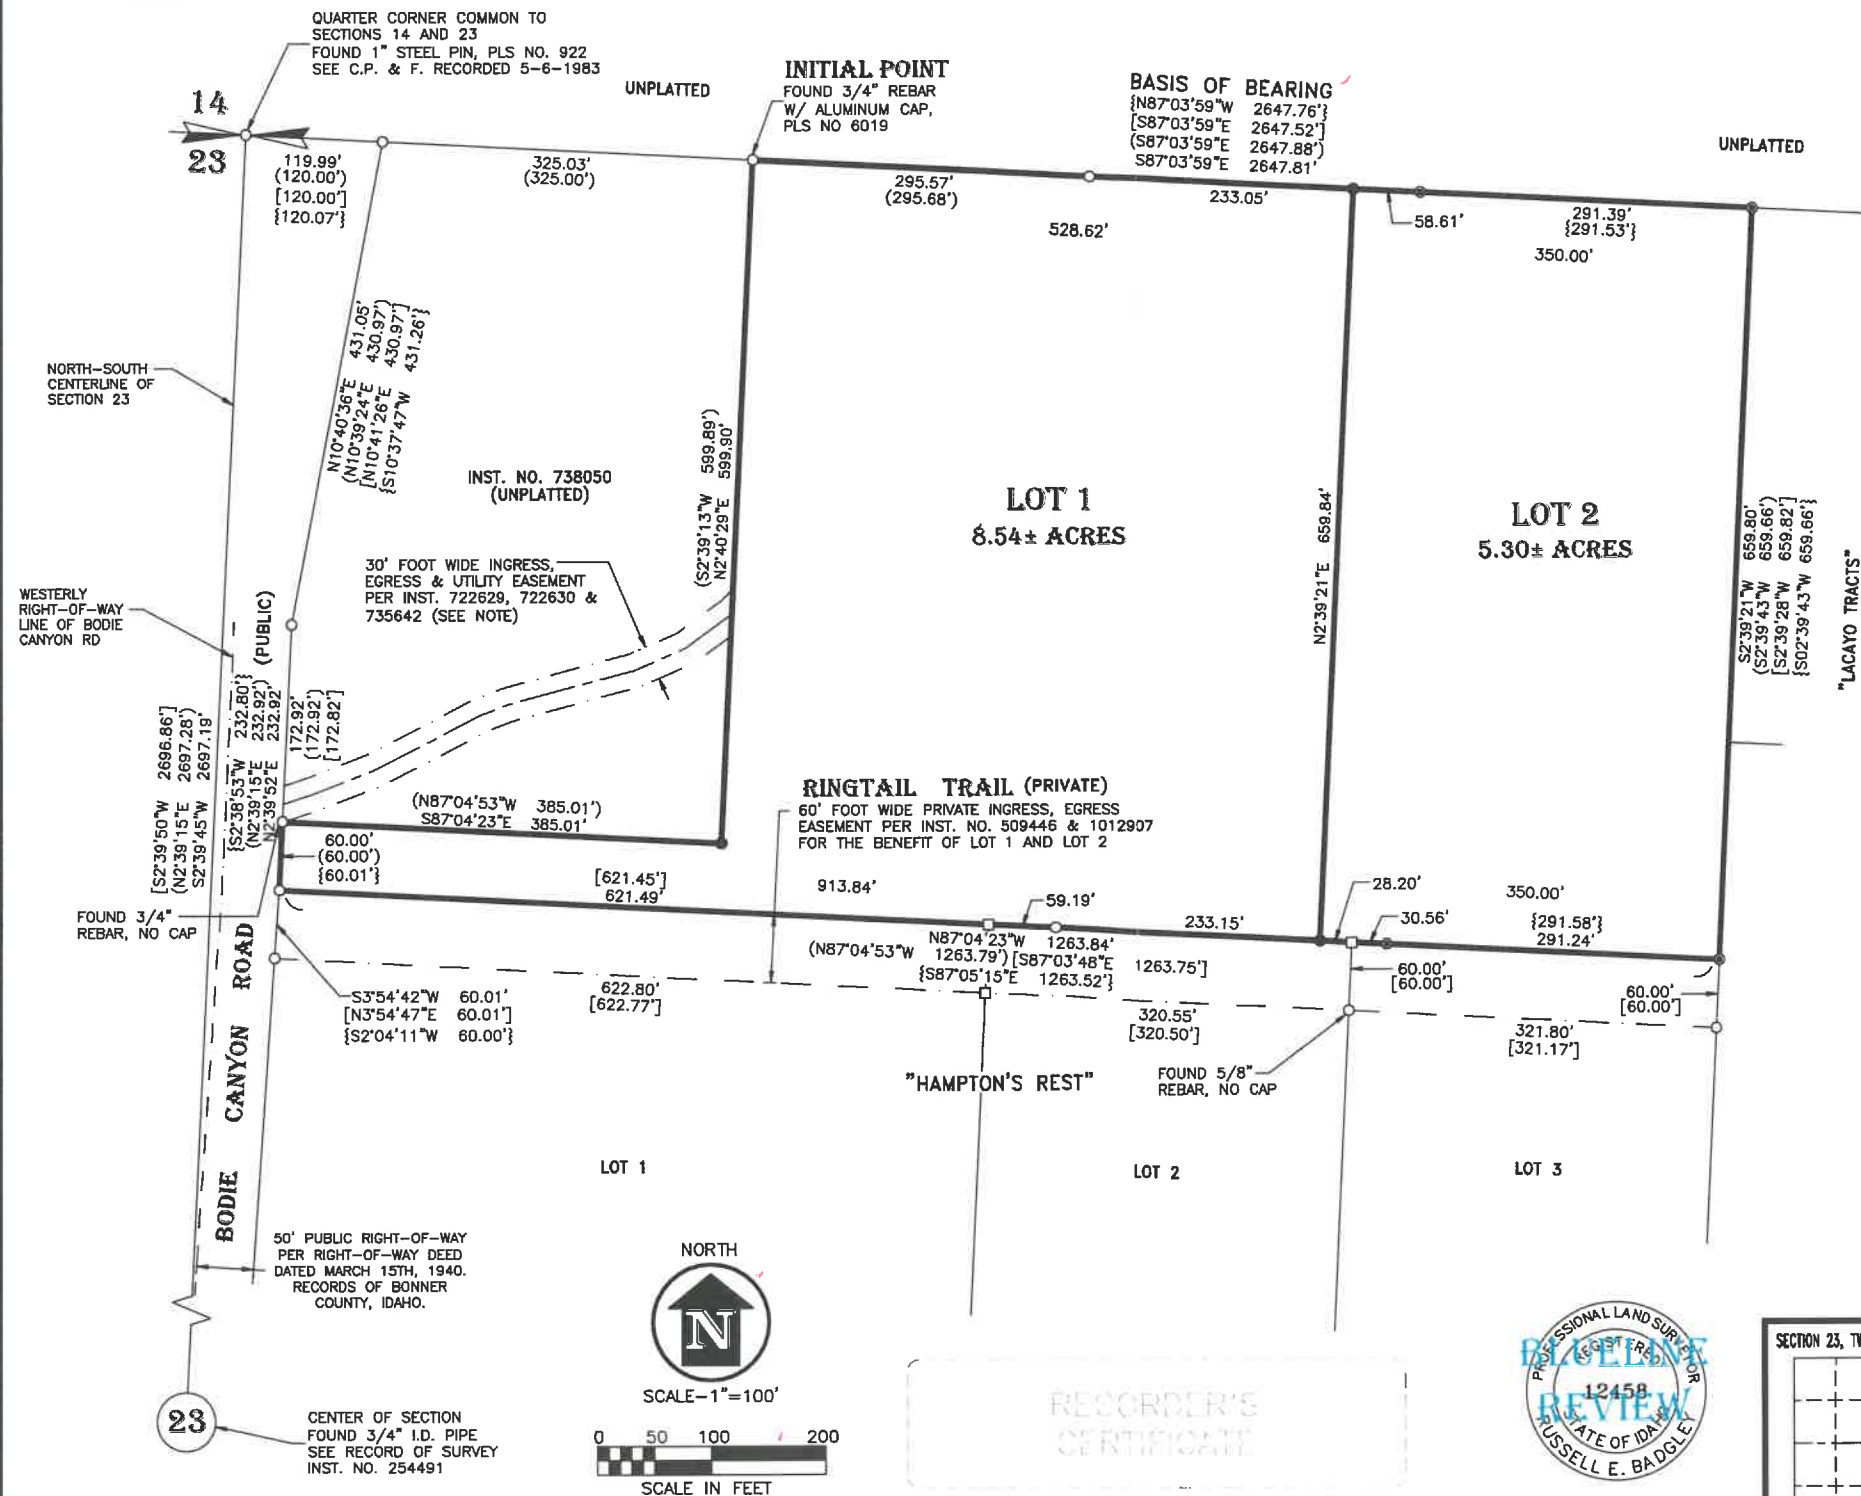 QUARTER CORNER COMMON TO
SECTIONS 14 AND 23
FOUND 1" STEEL PIN, PLS NO. 922
SEE C.P. & F. RECORDED 5-6-1983
UNPLATTED
INITIAL POINT
FOUND 3/4" REBAR
W/ ALUMINUM CAP,
PLS NO 6019
BASIS OF BEARING
{N87°03'59"W 2647.76'}
[S87°03'59"E 2647.52']
(S87°03'59"E 2647.88')
S87°03'59"E 2647.81'
UNPLATTED
14
23
119.99'
(120.00')
[120.00']
{120.07'}
325.03'
(325.00')
295.57'
(295.68')
233.05'
528.62'
58.61'
291.39'
{291.53'}
350.00'
NORTH-SOUTH
CENTERLINE OF
SECTION 23
N10°40'36"E 431.05'
(N10°39'24"E 430.97')
[N10°41'26"E 430.97']
{S10°37'47"W 431.26'}
INST. NO. 738050
(UNPLATTED)
(S2°39'13"W 599.89')
N2°40'29"E 599.90'
LOT 1
8.54± ACRES
N2°39'21"E 659.84'
LOT 2
5.30± ACRES
S2°39'21"W 659.80'
(S2°39'43"W 659.66')
[S2°39'28"W 659.82']
{S02°39'43"W 659.66'}
"LACAYO TRACTS"
30' FOOT WIDE INGRESS,
EGRESS & UTILITY EASEMENT
PER INST. 722629, 722630 &
735642 (SEE NOTE)
WESTERLY
RIGHT-OF-WAY
LINE OF BODIE
CANYON RD
(PUBLIC)
[S2°39'50"W 2696.86']
(N2°39'15"E 2697.28')
S2°39'45"W 2697.19'
{S2°38'53"W 232.80'}
(N2°39'15"E 232.92')
N2°39'52"E 232.92'
172.92'
(172.92')
[172.82']
(N87°04'53"W 385.01')
S87°04'23"E 385.01'
60.00'
(60.00')
{60.01'}
RINGTAIL TRAIL (PRIVATE)
60' FOOT WIDE PRIVATE INGRESS, EGRESS
EASEMENT PER INST. NO. 509446 & 1012907
FOR THE BENEFIT OF LOT 1 AND LOT 2
[621.45']
621.49'
913.84'
59.19'
233.15'
28.20'
30.56'
350.00'
{291.58'}
291.24'
FOUND 3/4"
REBAR, NO CAP
N87°04'23"W 1263.84'
(N87°04'53"W 1263.79') [S87°03'48"E 1263.75']
{S87°05'15"E 1263.52'}
60.00'
[60.00']
60.00'
[60.00']
S3°54'42"W 60.01'
[N3°54'47"E 60.01']
{S2°04'11"W 60.00'}
622.80'
[622.77']
320.55'
[320.50']
321.80'
[321.17']
"HAMPTON'S REST"
FOUND 5/8"
REBAR, NO CAP
BODIE CANYON ROAD
LOT 1
LOT 2
LOT 3
50' PUBLIC RIGHT-OF-WAY
PER RIGHT-OF-WAY DEED
DATED MARCH 15TH, 1940.
RECORDS OF BONNER
COUNTY, IDAHO.
NORTH
N
SCALE-1"=100'
0 50 100 200
SCALE IN FEET
23
CENTER OF SECTION
FOUND 3/4" I.D. PIPE
SEE RECORD OF SURVEY
INST. NO. 254491
RECORDER'S
CERTIFICATE
PROFESSIONAL LAND SURVEYOR
REGISTERED
12458
STATE OF IDAHO
RUSSELL E. BADGLEY
BLUELINE
REVIEW
SECTION 23,